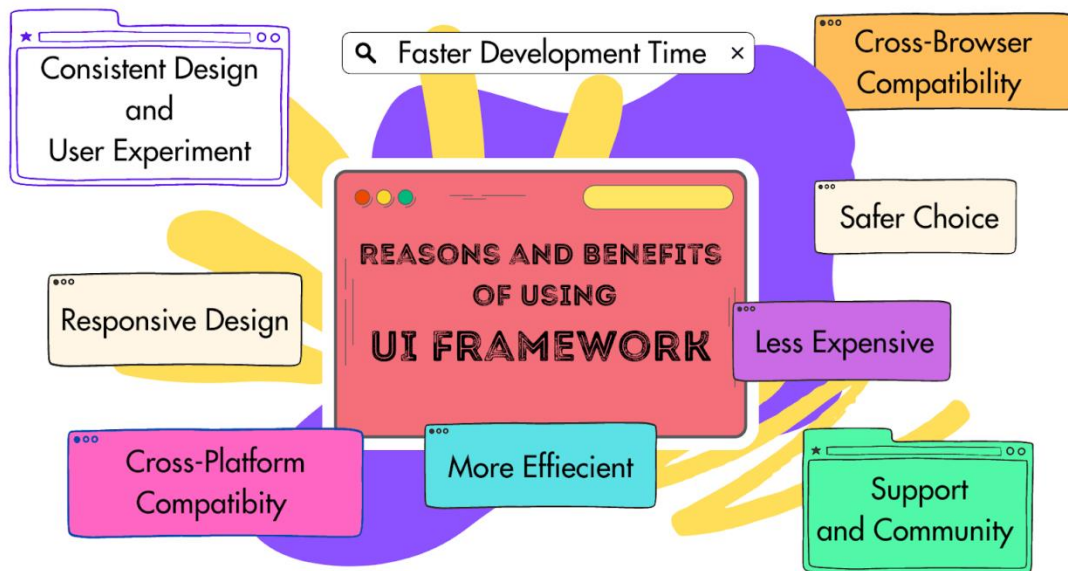 Consistent Design
and
User Experiment
Faster Development Time
Cross-Browser
Compatibility
Safer Choice
REASONS AND BENEFITS
OF USING
UI FRAMEWORK
Responsive Design
Less Expensive
Cross-Platform
Compatibity
More Effiecient
Support
and Community